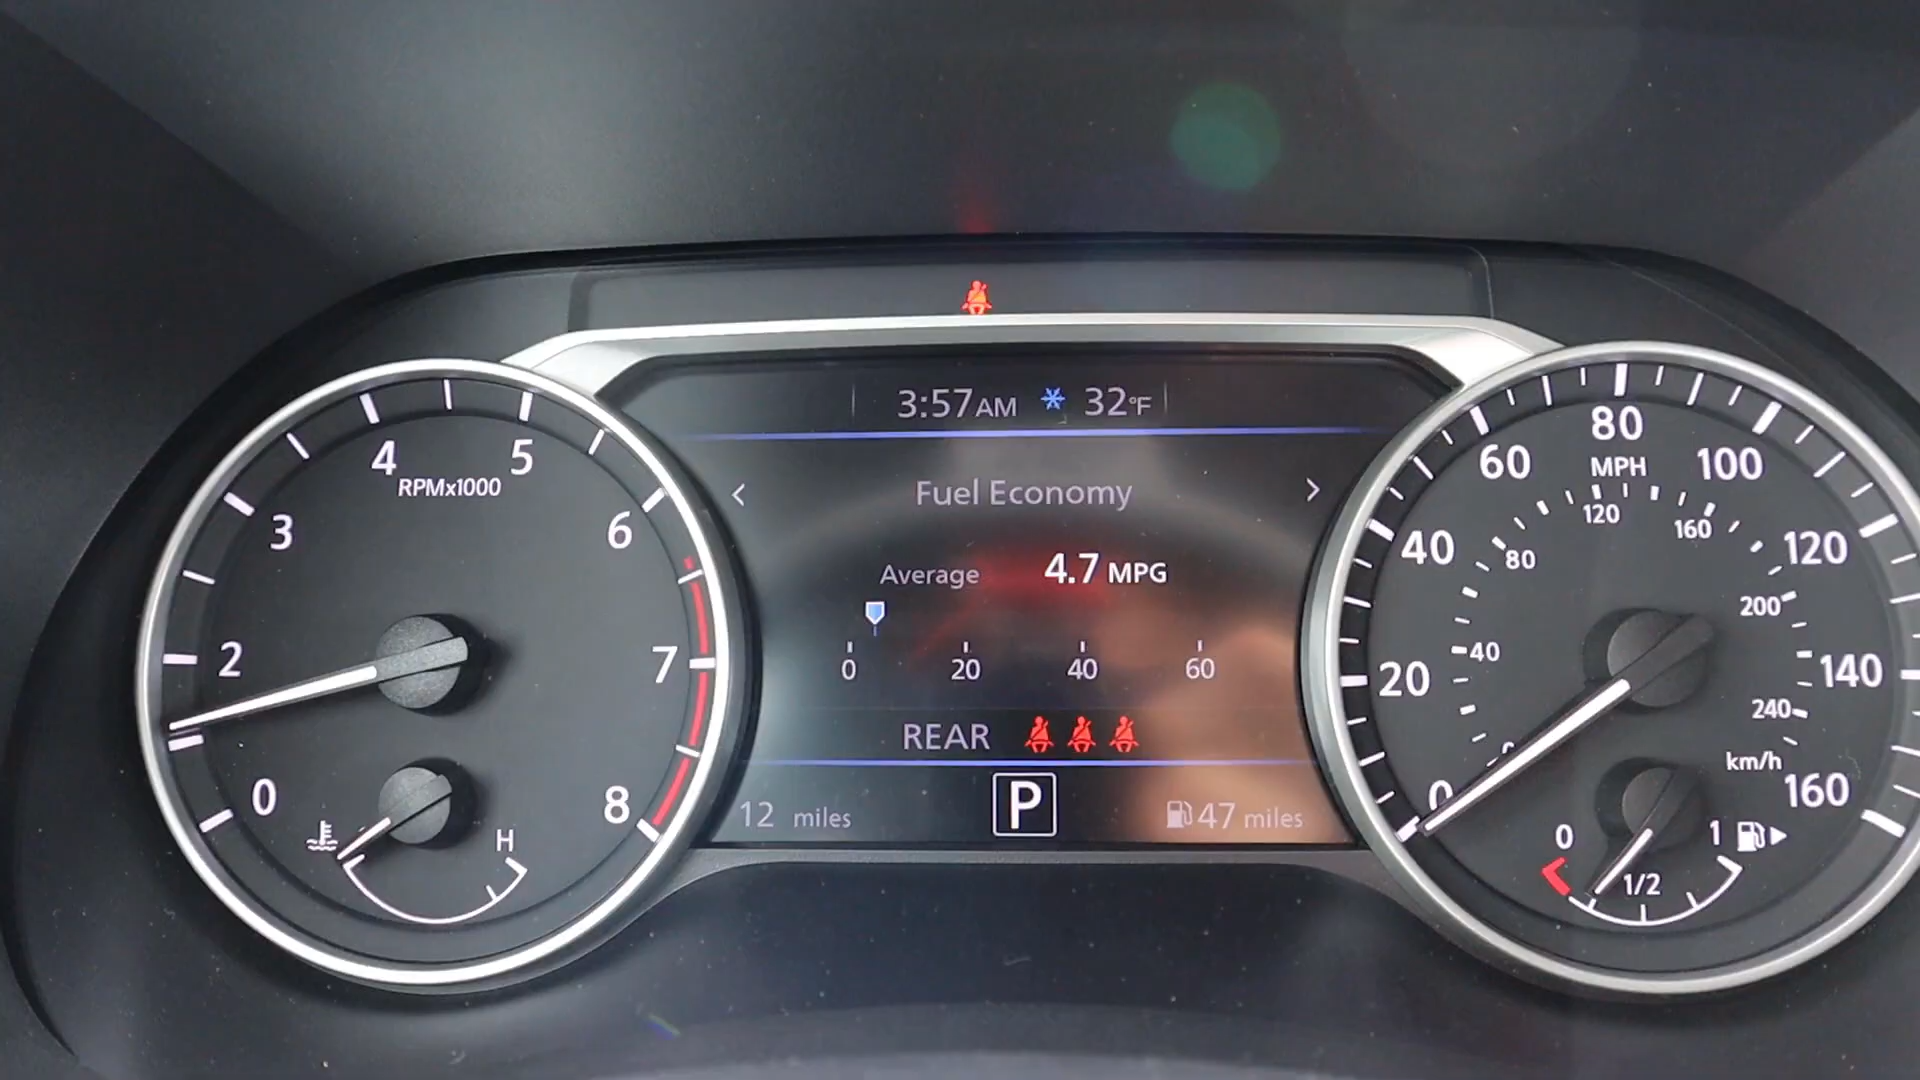 3:57AM 32°F
< Fuel Economy >
Average 4.7 MPG
0 20 40 60
REAR
12 miles P 47 miles
0 2 3 4 5 6 7 8
RPMx1000
H
0 20 40 60 80 100 120 140 160
MPH
0 40 80 120 160 200 240
km/h
0 1/2 1